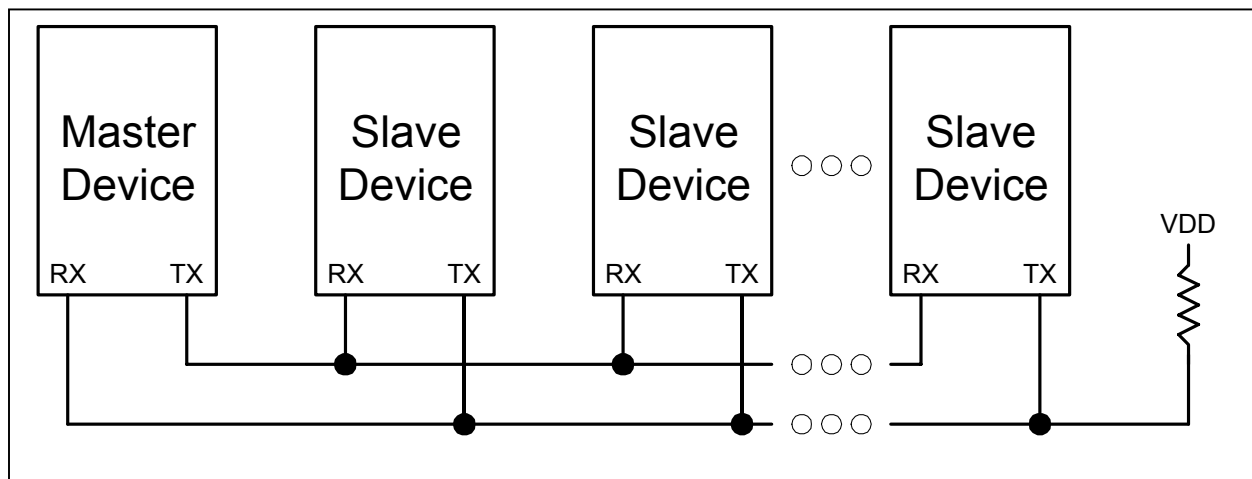 Master
Device
Slave
Device
Slave
Device
Slave
Device
VDD
RX TX
RX TX
RX TX
RX TX